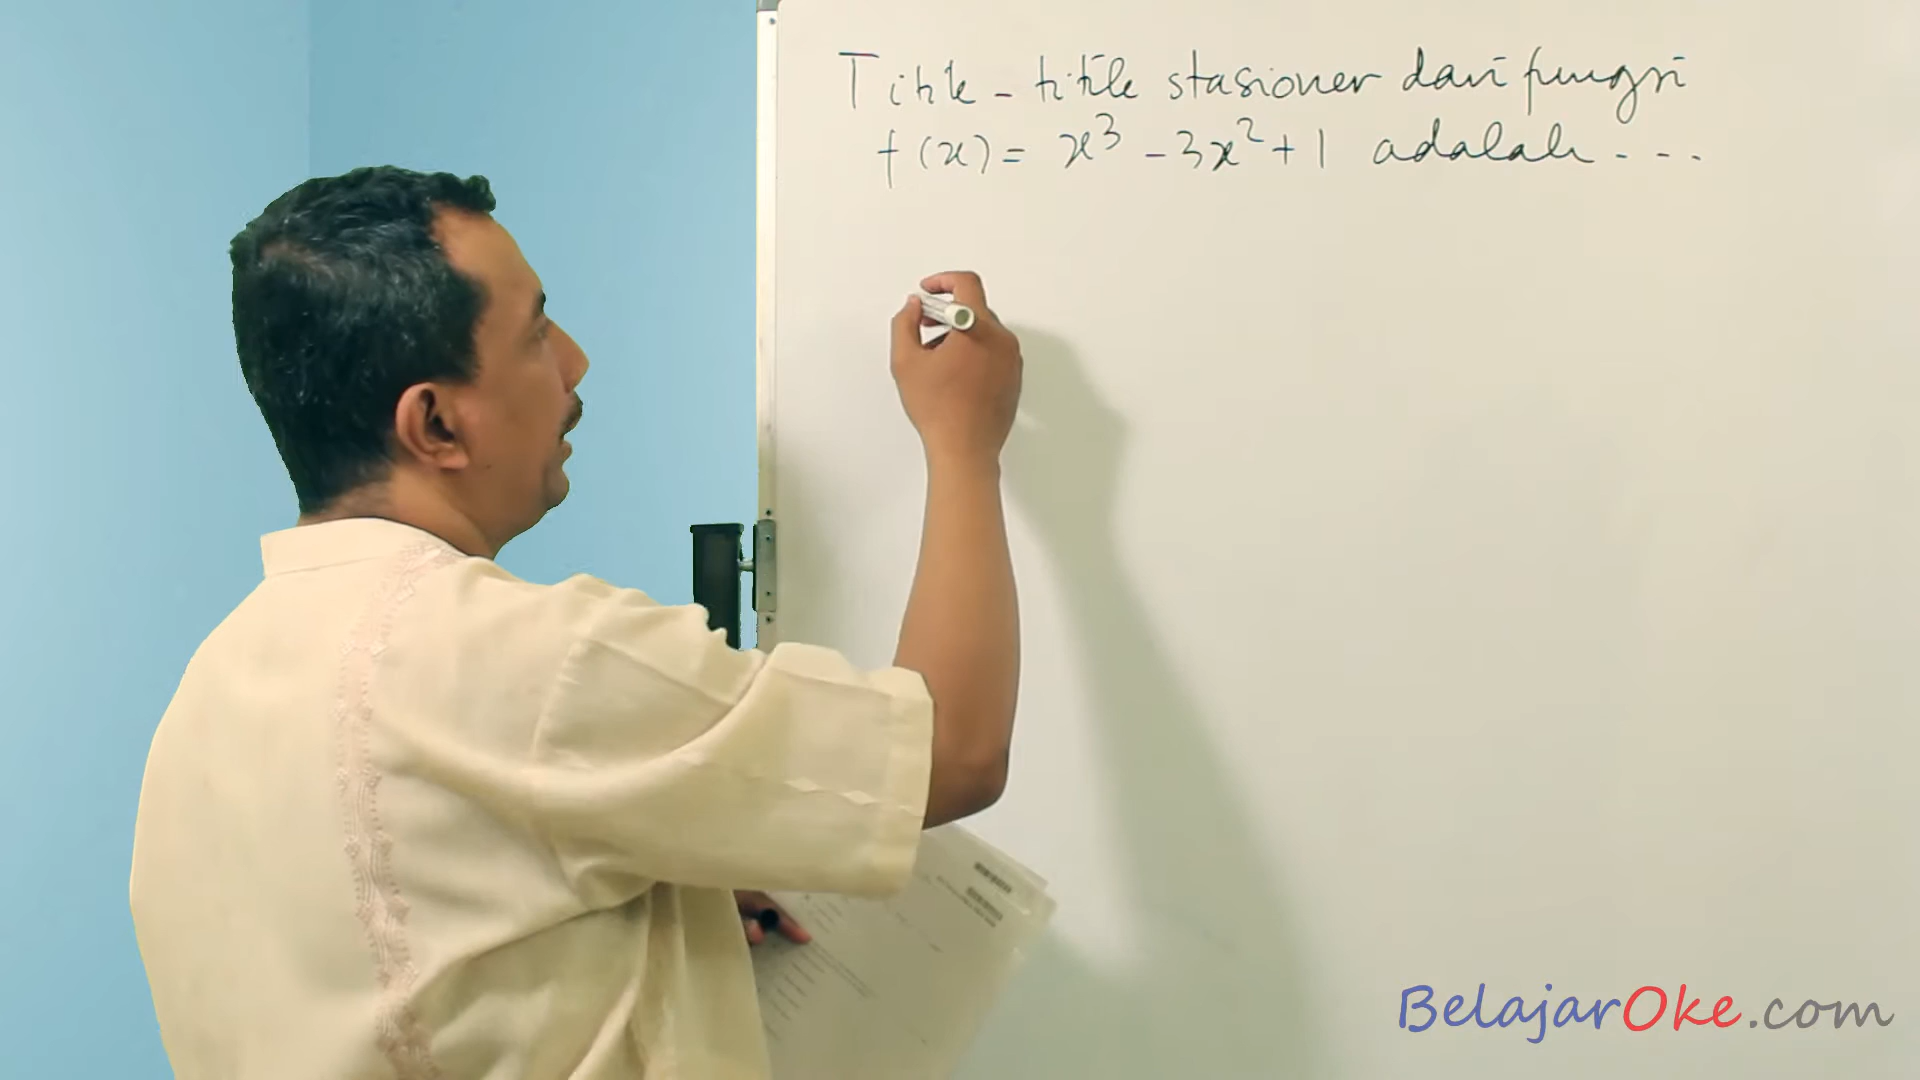 Titik - titik stasioner dari fungsi
f(x) = x³ - 3x² + 1 adalah ....
BelajarOke.com